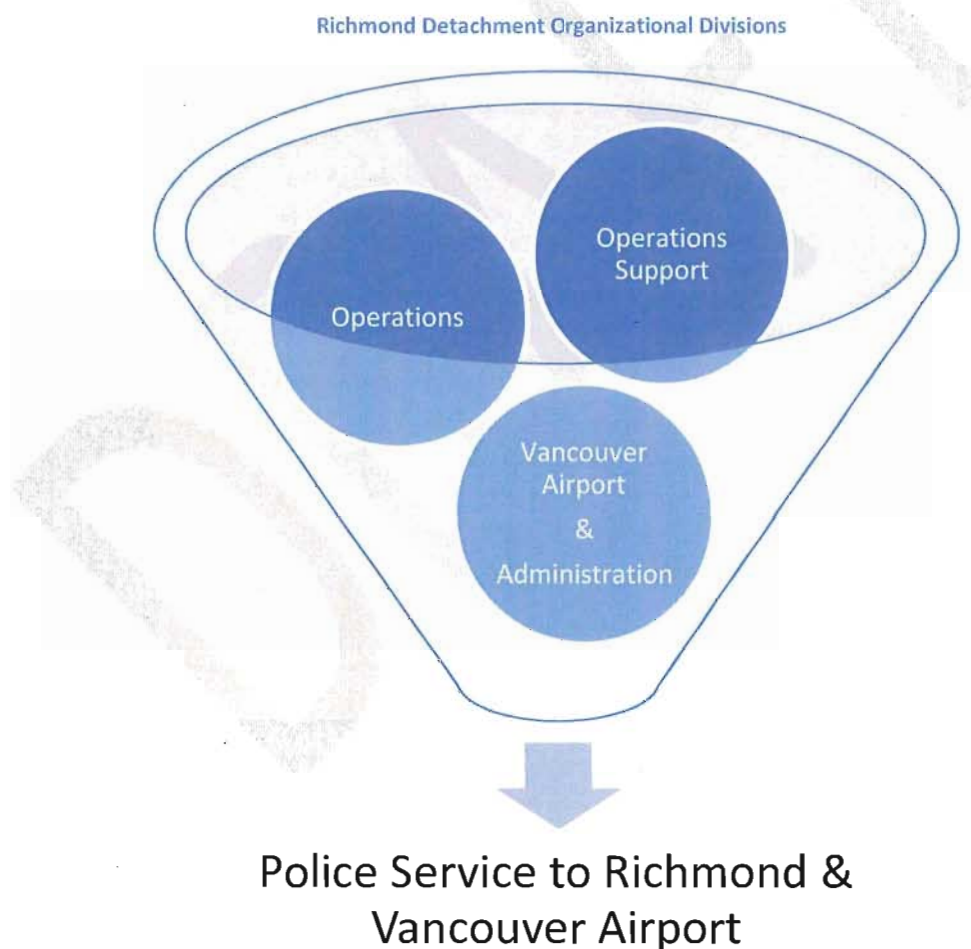 Richmond Detachment Organizational Divisions
Operations
Support
Operations
Vancouver
Airport
&
Administration
Police Service to Richmond &
Vancouver Airport